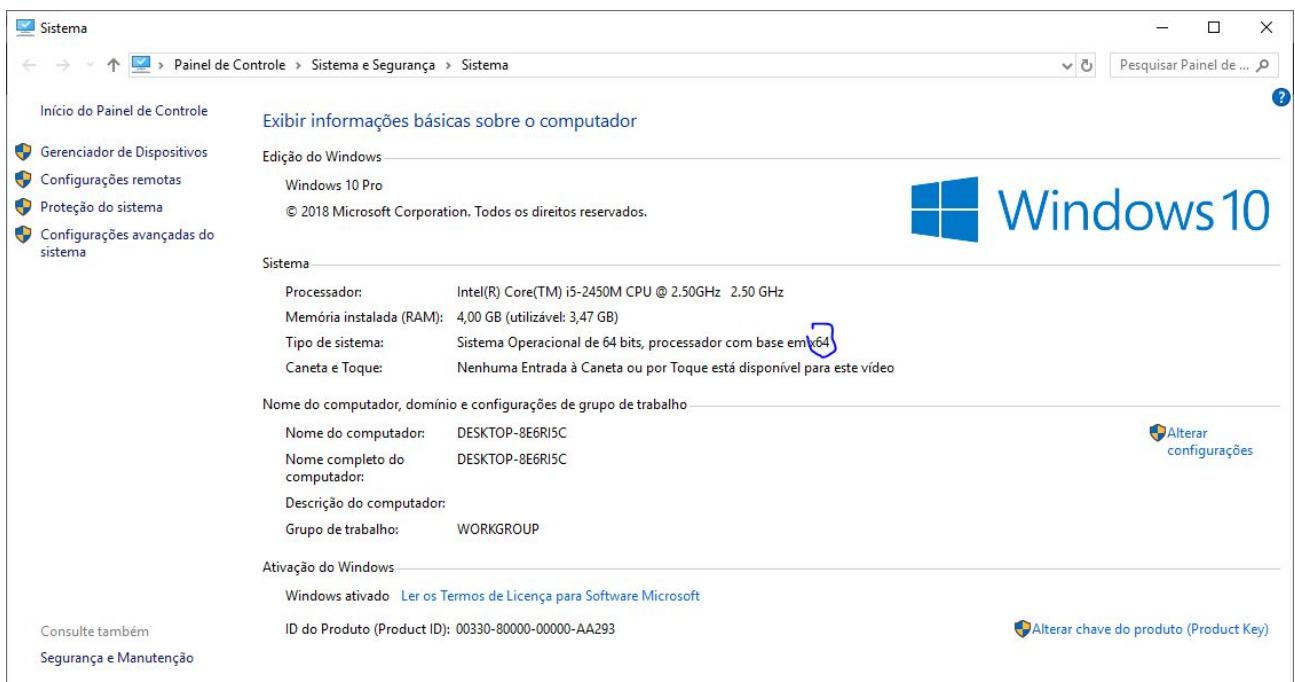 Sistema
Painel de Controle > Sistema e Segurança > Sistema
Pesquisar Painel de ...
Início do Painel de Controle
Gerenciador de Dispositivos
Configurações remotas
Proteção do sistema
Configurações avançadas do
sistema
Exibir informações básicas sobre o computador
Edição do Windows
Windows 10 Pro
© 2018 Microsoft Corporation. Todos os direitos reservados.
Windows 10
Sistema
Processador: Intel(R) Core(TM) i5-2450M CPU @ 2.50GHz 2.50 GHz
Memória instalada (RAM): 4,00 GB (utilizável: 3,47 GB)
Tipo de sistema: Sistema Operacional de 64 bits, processador com base em x64
Caneta e Toque: Nenhuma Entrada à Caneta ou por Toque está disponível para este vídeo
Nome do computador, domínio e configurações de grupo de trabalho
Nome do computador: DESKTOP-8E6RI5C
Nome completo do DESKTOP-8E6RI5C
computador:
Descrição do computador:
Grupo de trabalho: WORKGROUP
Alterar
configurações
Ativação do Windows
Windows ativado Ler os Termos de Licença para Software Microsoft
ID do Produto (Product ID): 00330-80000-00000-AA293
Alterar chave do produto (Product Key)
Consulte também
Segurança e Manutenção